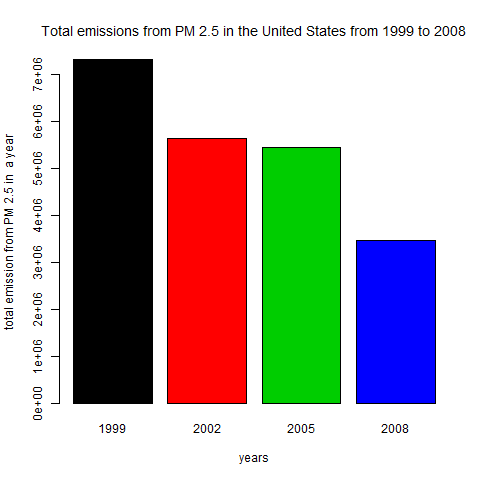 Total emissions from PM 2.5 in the United States from 1999 to 2008
total emission from PM 2.5 in  a year
7e+06
6e+06
5e+06
4e+06
3e+06
2e+06
1e+06
0e+00
1999 2002 2005 2008
years